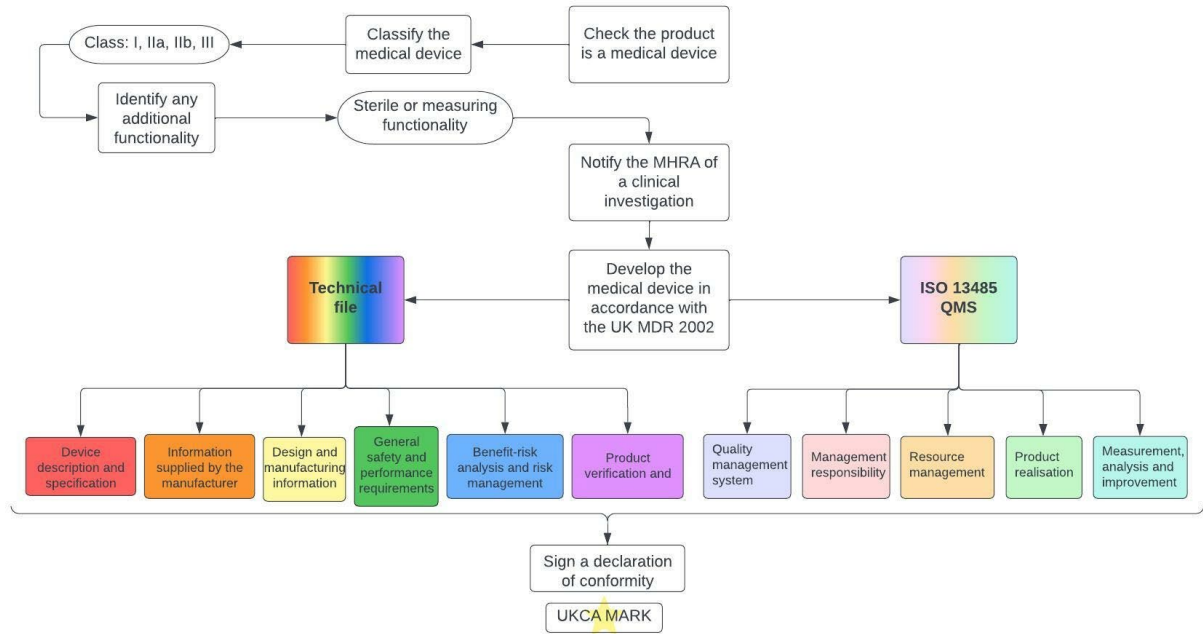 Check the product
is a medical device
Classify the
medical device
Class: I, IIa, IIb, III
Identify any
additional
functionality
Sterile or measuring
functionality
Notify the MHRA of
a clinical
investigation
Develop the
medical device in
accordance with
the UK MDR 2002
Technical
file
ISO 13485
QMS
Device
description and
specification
Information
supplied by the
manufacturer
Design and
manufacturing
information
General
safety and
performance
requirements
Benefit-risk
analysis and risk
management
Product
verification and
Quality
management
system
Management
responsibility
Resource
management
Product
realisation
Measurement,
analysis and
improvement
Sign a declaration
of conformity
UKCA MARK